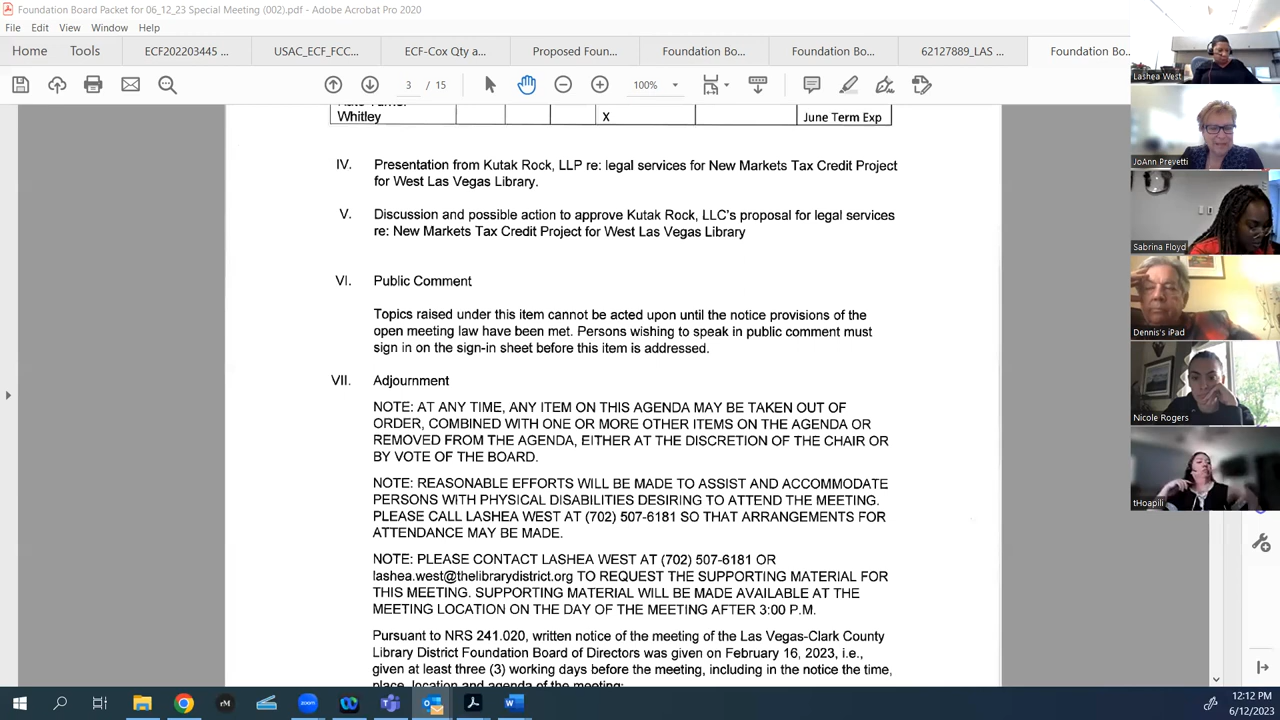 Foundation Board Packet for 06_12_23 Special Meeting (002).pdf - Adobe Acrobat Pro 2020
File Edit View Window Help
Home Tools ECF202203445 ... USAC_ECF_FCC... ECF-Cox Qty a... Proposed Foun... Foundation Bo... Foundation Bo... 62127889_LAS ... Foundation Bo...
3 / 15 100%
Whitley X June Term Exp
IV. Presentation from Kutak Rock, LLP re: legal services for New Markets Tax Credit Project
for West Las Vegas Library.
V. Discussion and possible action to approve Kutak Rock, LLC's proposal for legal services
re: New Markets Tax Credit Project for West Las Vegas Library
VI. Public Comment
Topics raised under this item cannot be acted upon until the notice provisions of the
open meeting law have been met. Persons wishing to speak in public comment must
sign in on the sign-in sheet before this item is addressed.
VII. Adjournment
NOTE: AT ANY TIME, ANY ITEM ON THIS AGENDA MAY BE TAKEN OUT OF
ORDER, COMBINED WITH ONE OR MORE OTHER ITEMS ON THE AGENDA OR
REMOVED FROM THE AGENDA, EITHER AT THE DISCRETION OF THE CHAIR OR
BY VOTE OF THE BOARD.
NOTE: REASONABLE EFFORTS WILL BE MADE TO ASSIST AND ACCOMMODATE
PERSONS WITH PHYSICAL DISABILITIES DESIRING TO ATTEND THE MEETING.
PLEASE CALL LASHEA WEST AT (702) 507-6181 SO THAT ARRANGEMENTS FOR
ATTENDANCE MAY BE MADE.
NOTE: PLEASE CONTACT LASHEA WEST AT (702) 507-6181 OR
lashea.west@thelibrarydistrict.org TO REQUEST THE SUPPORTING MATERIAL FOR
THIS MEETING. SUPPORTING MATERIAL WILL BE MADE AVAILABLE AT THE
MEETING LOCATION ON THE DAY OF THE MEETING AFTER 3:00 P.M.
Pursuant to NRS 241.020, written notice of the meeting of the Las Vegas-Clark County
Library District Foundation Board of Directors was given on February 16, 2023, i.e.,
given at least three (3) working days before the meeting, including in the notice the time,
place, location and agenda of the meeting:
Lashea West
JoAnn Prevetti
Sabrina Floyd
Dennis's iPad
Nicole Rogers
tHoapili
12:12 PM
6/12/2023